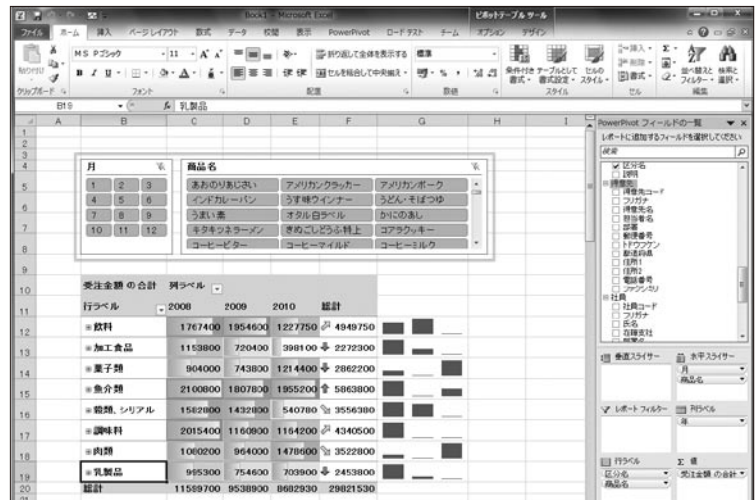 Book1 - Microsoft Excel
ピボットテーブル ツール
ファイル ホーム 挿入 ページ レイアウト 数式 データ 校閲 表示 PowerPivot ロード テスト チーム オプション デザイン
MS Pゴシック 11
折り返して全体を表示する 標準
セルを結合して中央揃え
条件付き書式 テーブルとして書式設定 セルのスタイル
挿入 削除 書式
並べ替えとフィルター 検索と選択
クリップボード フォント 配置 数値 スタイル セル 編集
B19 fx 乳製品
A B C D E F G H I
月
1 2 3
4 5 6
7 8 9
10 11 12
商品名
あおのりあじさい アメリカンクラッカー アメリカンポーク
インドカレーパン うす味ウインナー うどん・そばつゆ
うまい素 オタル白ラベル かにのあし
キタキツネラーメン きぬごしどうふ特上 コアラクッキー
コーヒービター コーヒーマイルド コーヒーミルク
受注金額 の合計 列ラベル
行ラベル 2008 2009 2010 総計
飲料 1767400 1954600 1227750 4949750
加工食品 1153800 720400 398100 2272300
菓子類 904000 743800 1214400 2862200
魚介類 2100800 1807800 1955200 5863800
穀類、シリアル 1582800 1432800 540780 3556380
調味料 2015400 1160900 1164200 4340500
肉類 1080200 964000 1478600 3522800
乳製品 995300 754600 703900 2453800
総計 11599700 9538900 8682930 29821530
PowerPivot フィールドの一覧
レポートに追加するフィールドを選択してください
検索
区分名
説明
得意先
得意先コード
フリガナ
得意先名
担当者名
部署
郵便番号
トドウフケン
都道府県
住所1
住所2
電話番号
ファクシミリ
社員
社員コード
フリガナ
氏名
在籍支社
垂直スライサー 水平スライサー
月
商品名
レポート フィルター 列ラベル
年
行ラベル Σ 値
区分名 受注金額 の合計
商品名